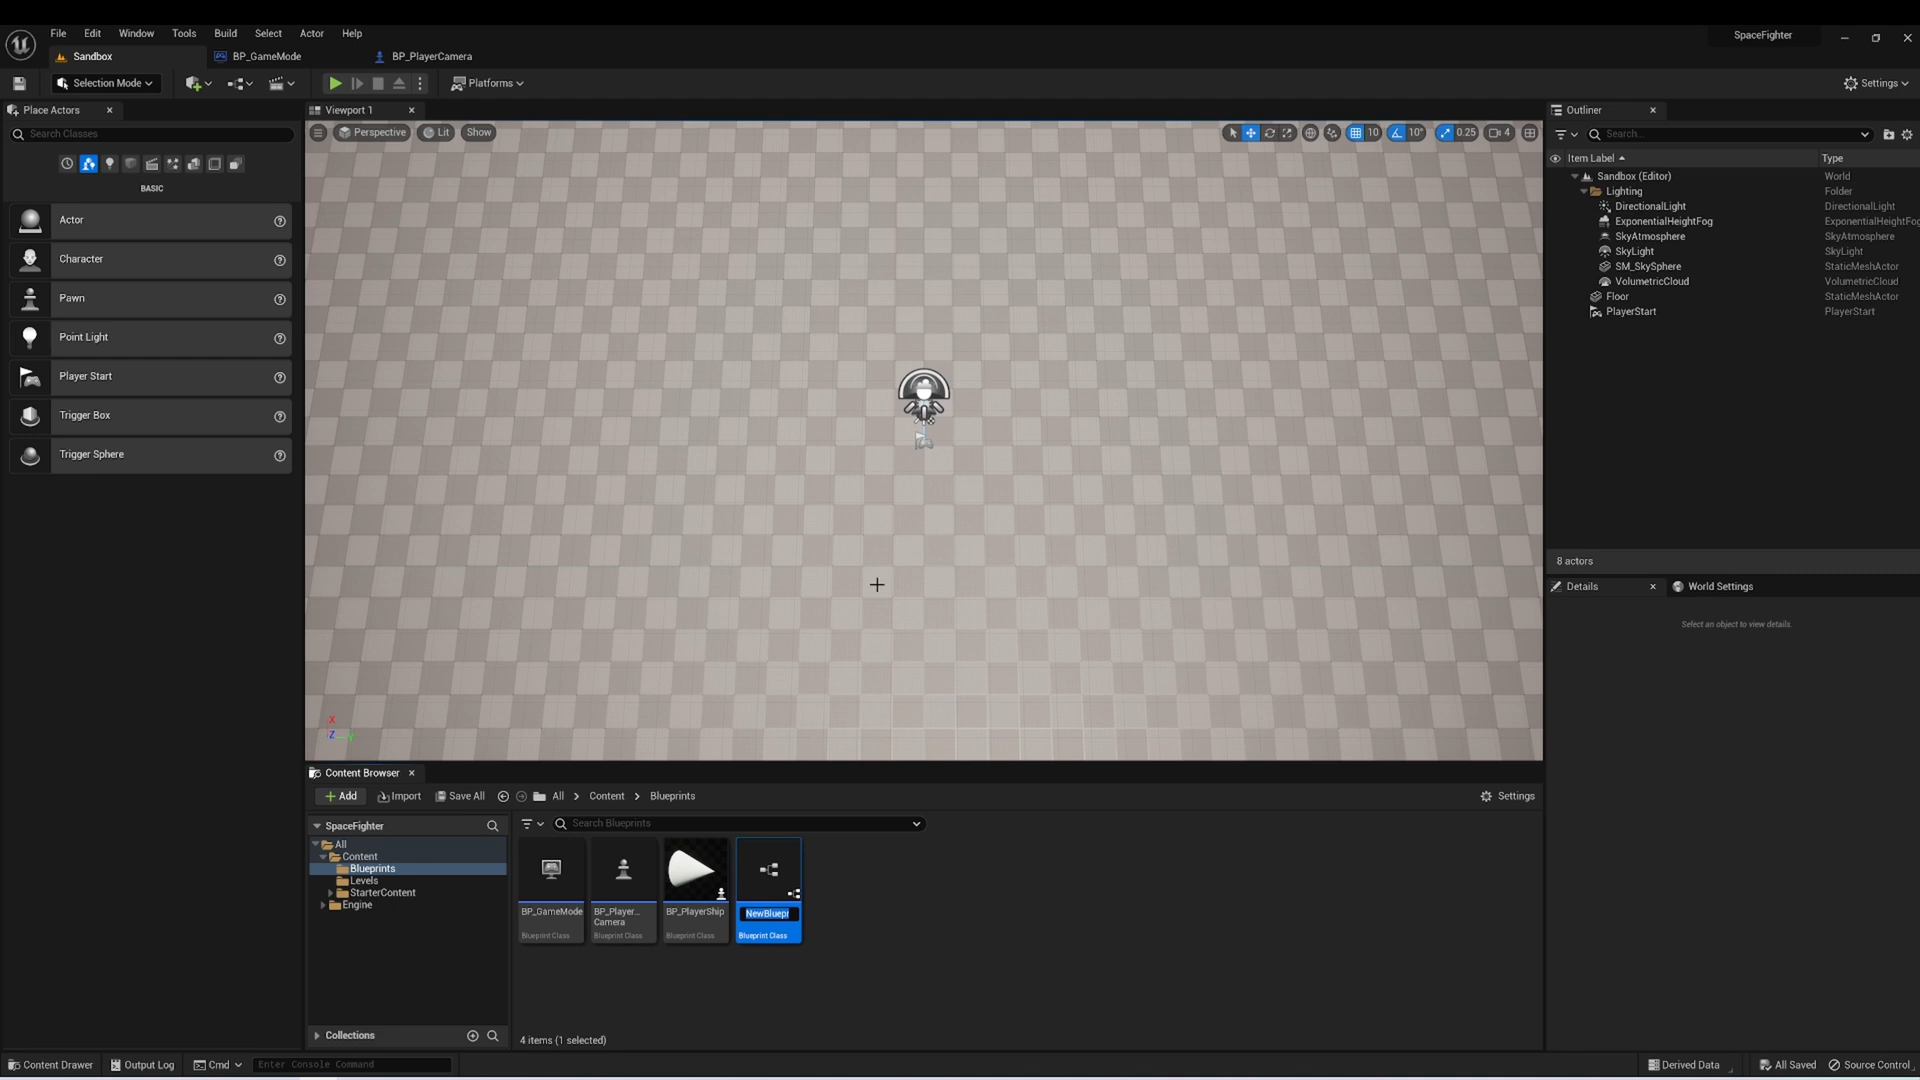 File Edit Window Tools Build Select Actor Help
SpaceFighter
Sandbox BP_GameMode BP_PlayerCamera
Selection Mode Platforms Settings
Place Actors
Search Classes
BASIC
Actor
Character
Pawn
Point Light
Player Start
Trigger Box
Trigger Sphere
Viewport 1
Perspective Lit Show 10 10° 0.25 4
X
Z
Outliner
Search...
Item Label Type
Sandbox (Editor) World
Lighting Folder
DirectionalLight DirectionalLight
ExponentialHeightFog ExponentialHeightFog
SkyAtmosphere SkyAtmosphere
SkyLight SkyLight
SM_SkySphere StaticMeshActor
VolumetricCloud VolumetricCloud
Floor StaticMeshActor
PlayerStart PlayerStart
8 actors
Details World Settings
Select an object to view details.
Content Browser
Add Import Save All All Content Blueprints Settings
SpaceFighter
All
Content
Blueprints
Levels
StarterContent
Engine
Collections
Search Blueprints
BP_GameMode
Blueprint Class
BP_Player...
Camera
Blueprint Class
BP_PlayerShip
Blueprint Class
NewBluepr
Blueprint Class
4 items (1 selected)
Content Drawer Output Log Cmd Enter Console Command Derived Data All Saved Source Control